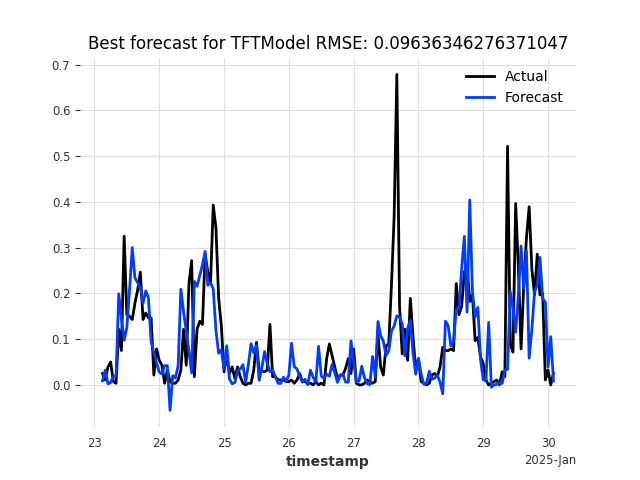 Best forecast for TFTModel RMSE: 0.09636346276371047
0.7
0.6
0.5
0.4
0.3
0.2
0.1
0.0
Actual
Forecast
23 24 25 26 27 28 29 30
timestamp
2025-Jan